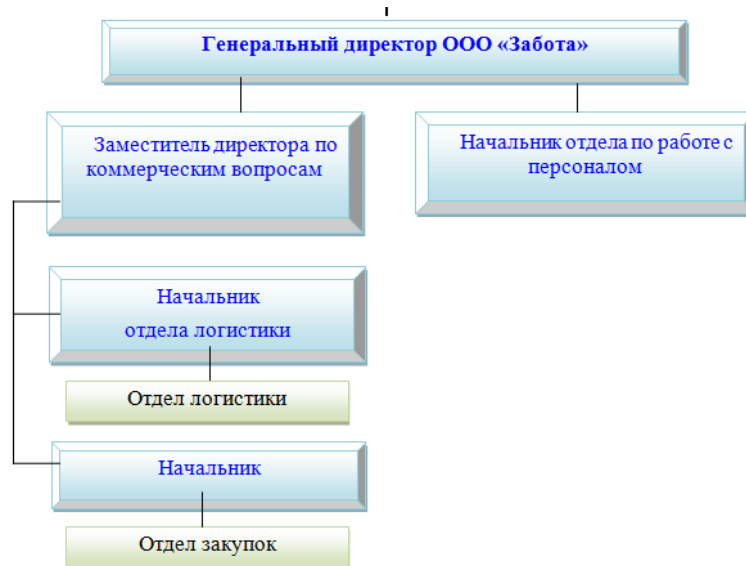 Генеральный директор ООО «Забота»
Заместитель директора по
коммерческим вопросам
Начальник отдела по работе с
персоналом
Начальник
отдела логистики
Отдел логистики
Начальник
Отдел закупок